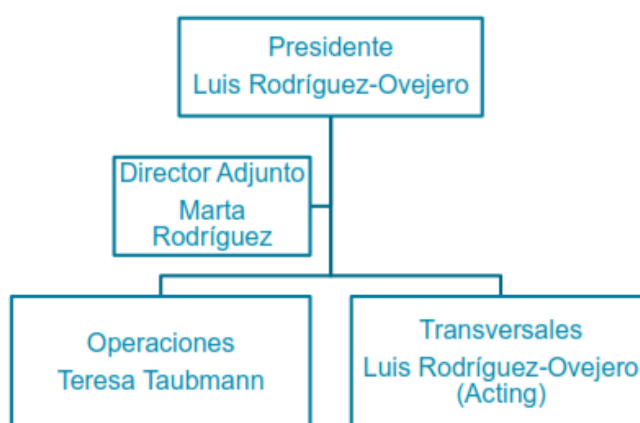 Presidente
Luis Rodríguez-Ovejero
Director Adjunto
Marta
Rodríguez
Operaciones
Teresa Taubmann
Transversales
Luis Rodríguez-Ovejero
(Acting)